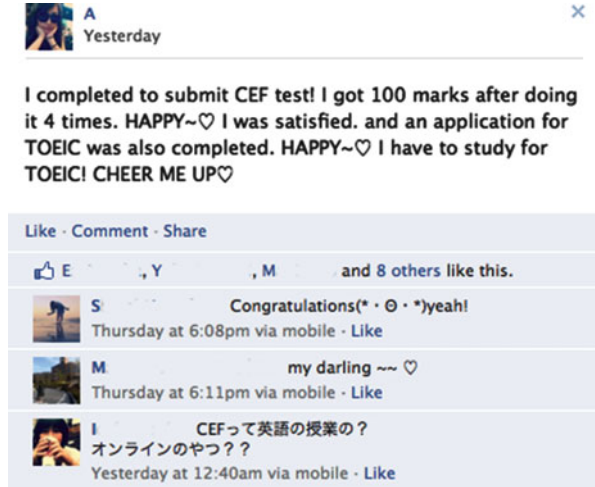 A
Yesterday
I completed to submit CEF test! I got 100 marks after doing
it 4 times. HAPPY~♡ I was satisfied. and an application for
TOEIC was also completed. HAPPY~♡ I have to study for
TOEIC! CHEER ME UP♡
Like · Comment · Share
E , Y , M and 8 others like this.
S Congratulations(*・Θ・*)yeah!
Thursday at 6:08pm via mobile · Like
M my darling ~~ ♡
Thursday at 6:11pm via mobile · Like
I CEFって英語の授業の？
オンラインのやつ？？
Yesterday at 12:40am via mobile · Like